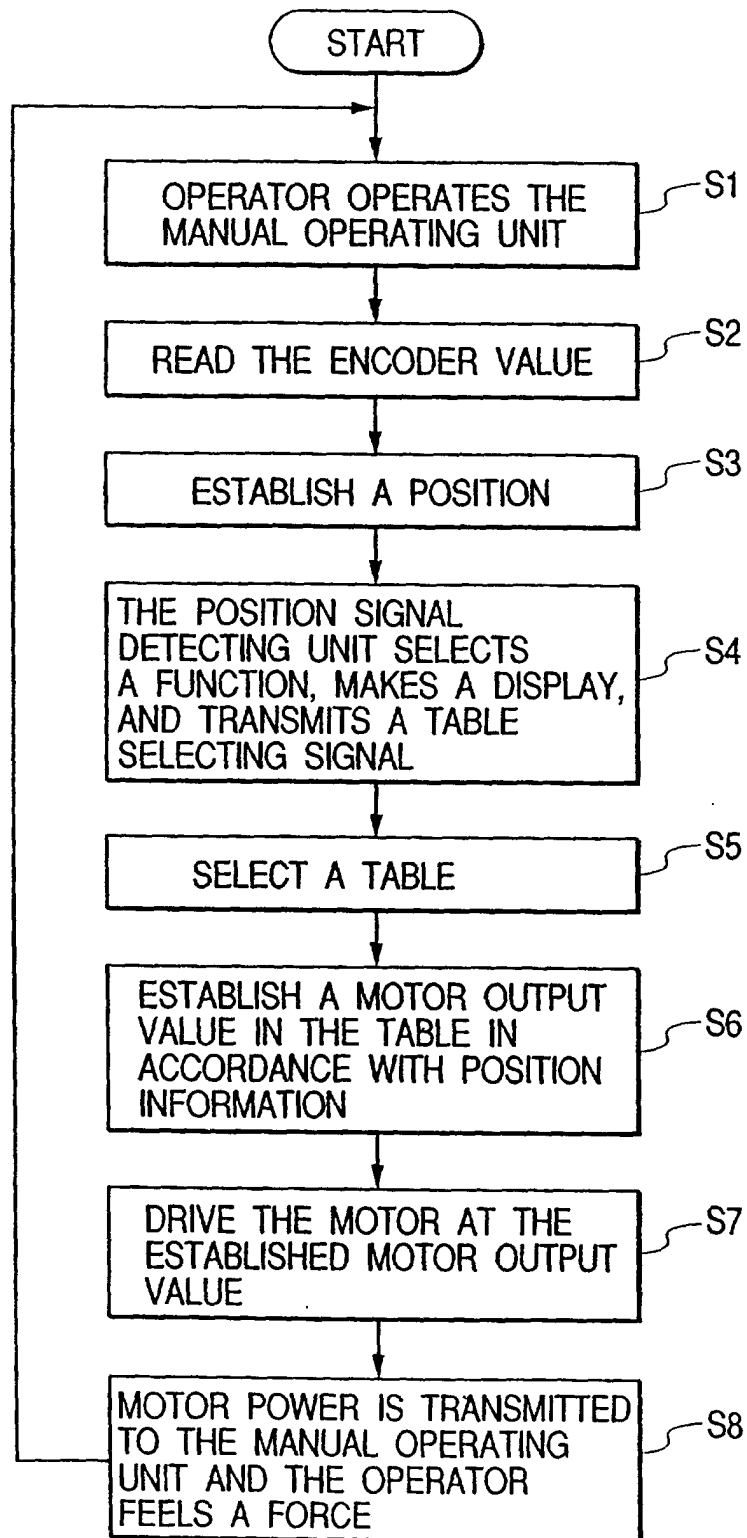 START
OPERATOR OPERATES THE
MANUAL OPERATING UNIT
S1
READ THE ENCODER VALUE
S2
ESTABLISH A POSITION
S3
THE POSITION SIGNAL
DETECTING UNIT SELECTS
A FUNCTION, MAKES A DISPLAY,
AND TRANSMITS A TABLE
SELECTING SIGNAL
S4
SELECT A TABLE
S5
ESTABLISH A MOTOR OUTPUT
VALUE IN THE TABLE IN
ACCORDANCE WITH POSITION
INFORMATION
S6
DRIVE THE MOTOR AT THE
ESTABLISHED MOTOR OUTPUT
VALUE
S7
MOTOR POWER IS TRANSMITTED
TO THE MANUAL OPERATING
UNIT AND THE OPERATOR
FEELS A FORCE
S8